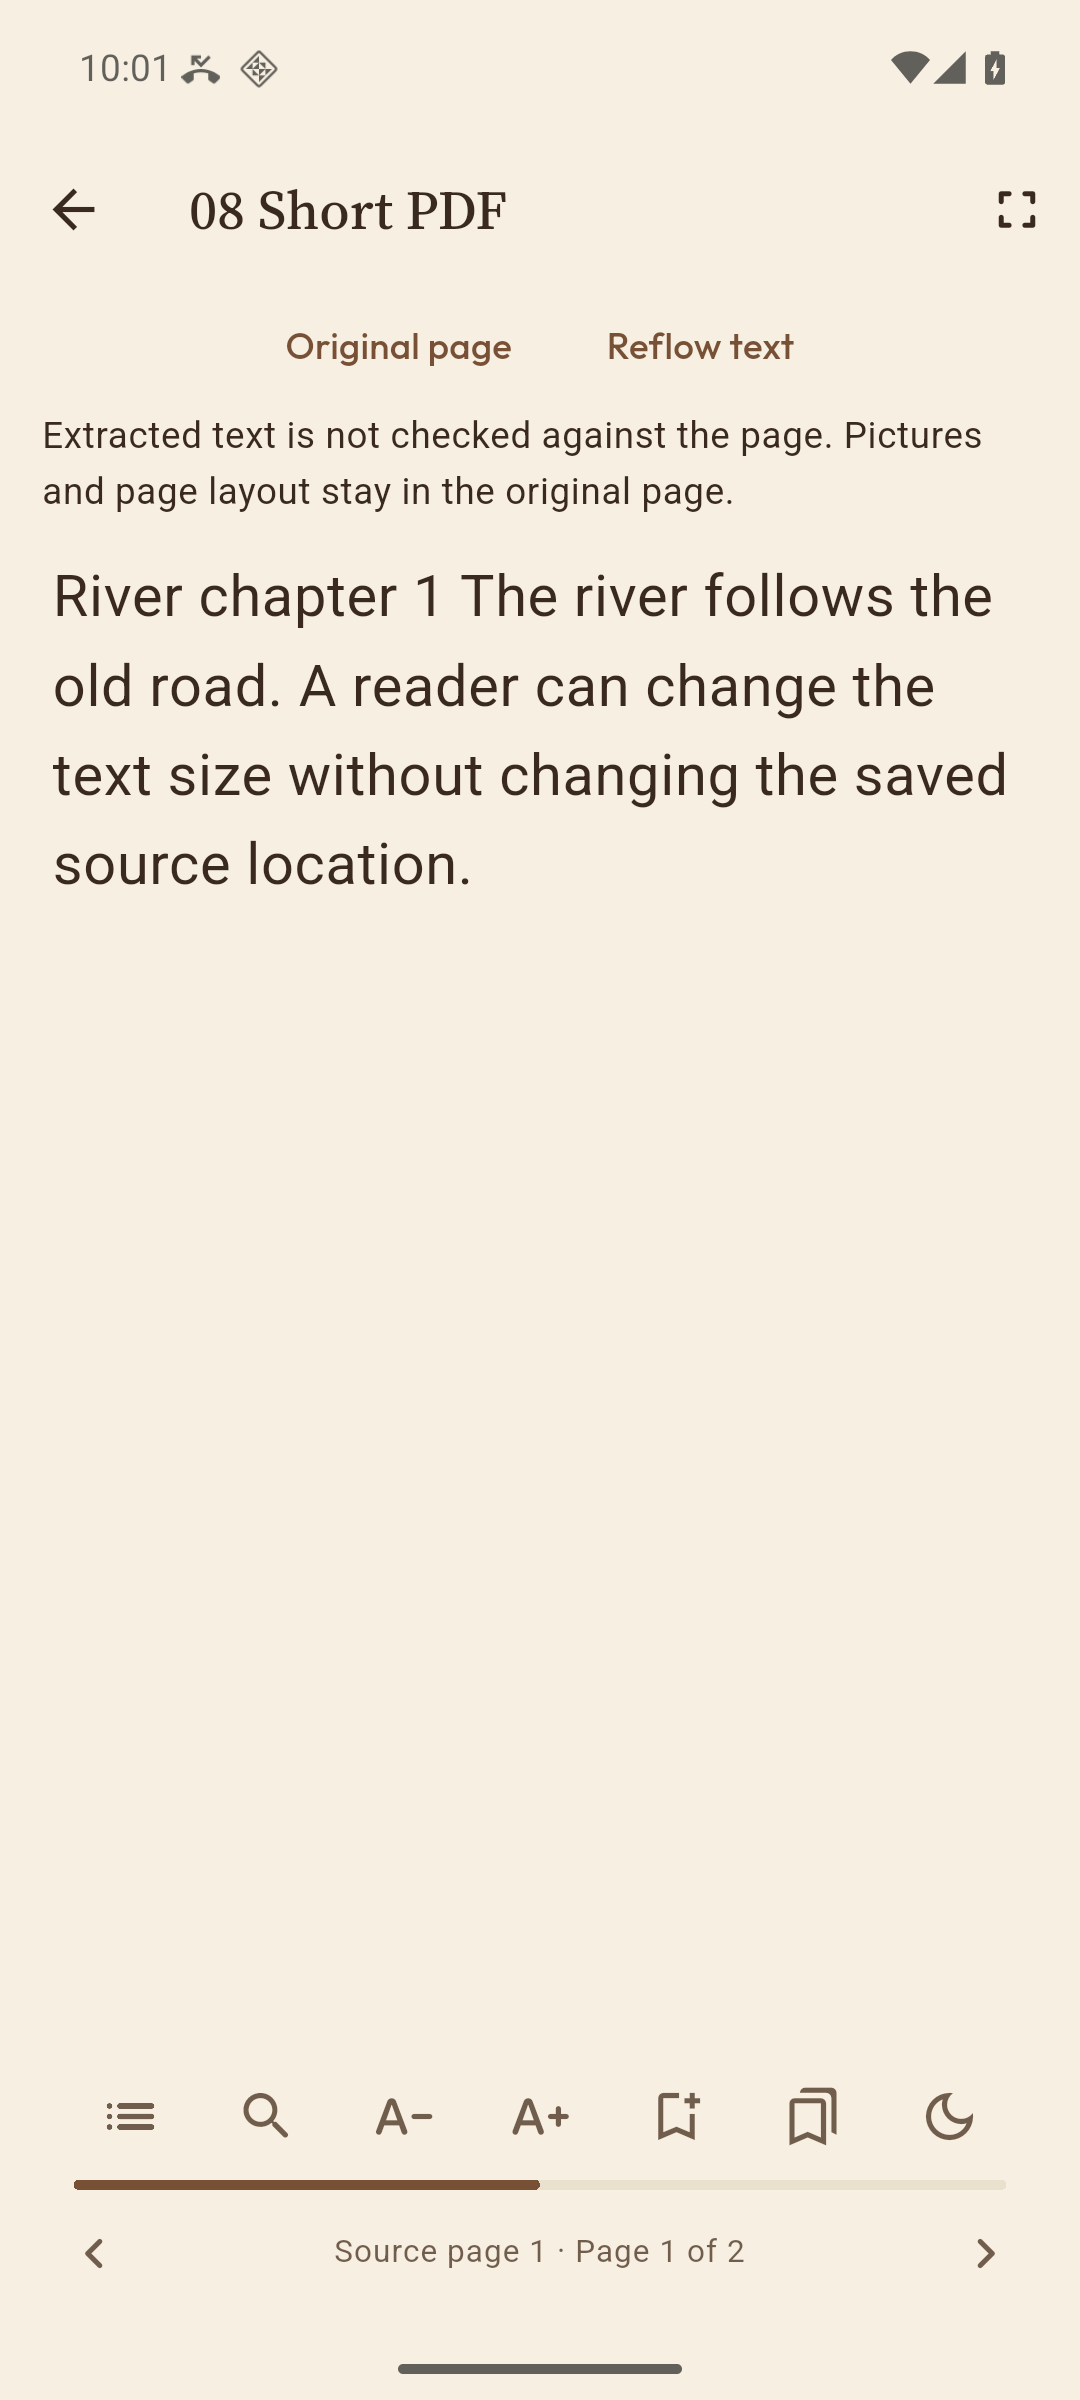 10:01
08 Short PDF
Original page Reflow text
Extracted text is not checked against the page. Pictures
and page layout stay in the original page.
River chapter 1 The river follows the
old road. A reader can change the
text size without changing the saved
source location.
A- A+
Source page 1 · Page 1 of 2